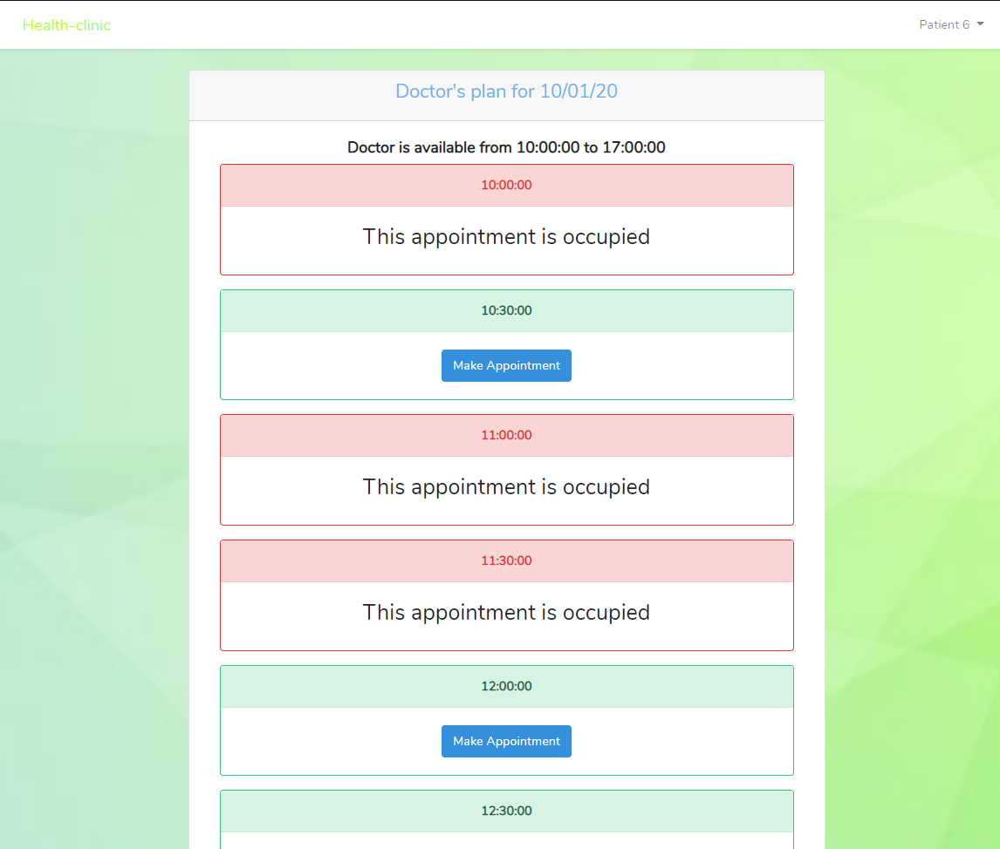 Health-clinic
Patient 6
Doctor's plan for 10/01/20
Doctor is available from 10:00:00 to 17:00:00
10:00:00
This appointment is occupied
10:30:00
Make Appointment
11:00:00
This appointment is occupied
11:30:00
This appointment is occupied
12:00:00
Make Appointment
12:30:00